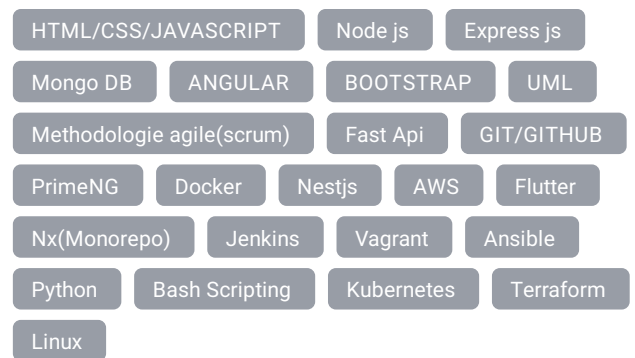 HTML/CSS/JAVASCRIPT Node js Express js
Mongo DB ANGULAR BOOTSTRAP UML
Methodologie agile(scrum) Fast Api GIT/GITHUB
PrimeNG Docker Nestjs AWS Flutter
Nx(Monorepo) Jenkins Vagrant Ansible
Python Bash Scripting Kubernetes Terraform
Linux